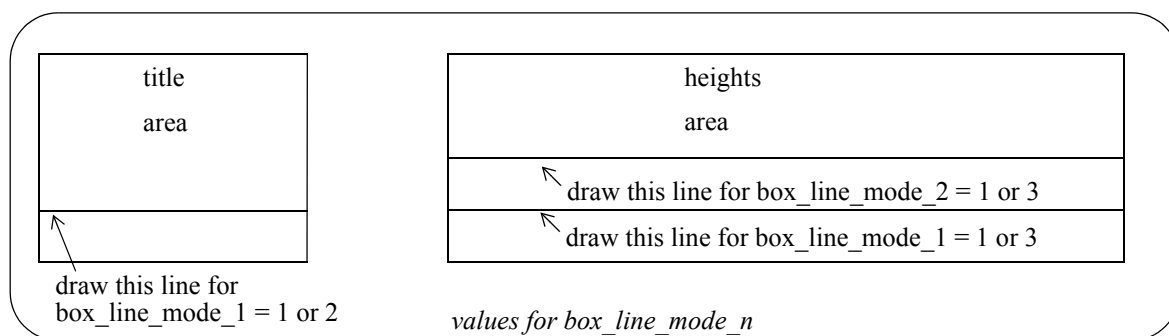 title
area
draw this line for
box_line_mode_1 = 1 or 2
heights
area
draw this line for box_line_mode_2 = 1 or 3
draw this line for box_line_mode_1 = 1 or 3
values for box_line_mode_n